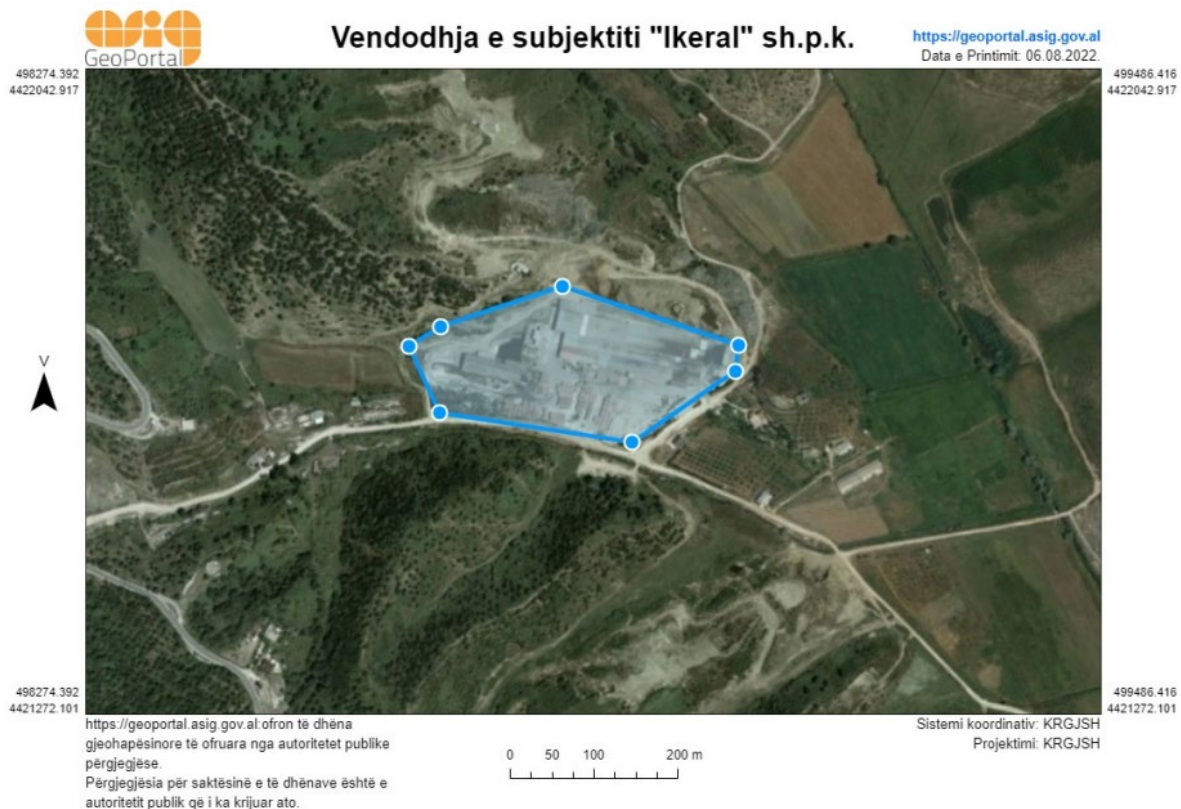 asig
GeoPortal
Vendodhja e subjektiti "Ikeral" sh.p.k.
https://geoportal.asig.gov.al
Data e Printimit: 06.08.2022.
498274.392
4422042.917
499486.416
4422042.917
V
498274.392
4421272.101
499486.416
4421272.101
https://geoportal.asig.gov.al:ofron të dhëna
gjeohapësinore të ofruara nga autoritetet publike
përgjegjëse.
Përgjegjësia për saktësinë e të dhënave është e
autoritetit publik që i ka krijuar ato.
0 50 100 200 m
Sistemi koordinativ: KRGJSH
Projektimi: KRGJSH